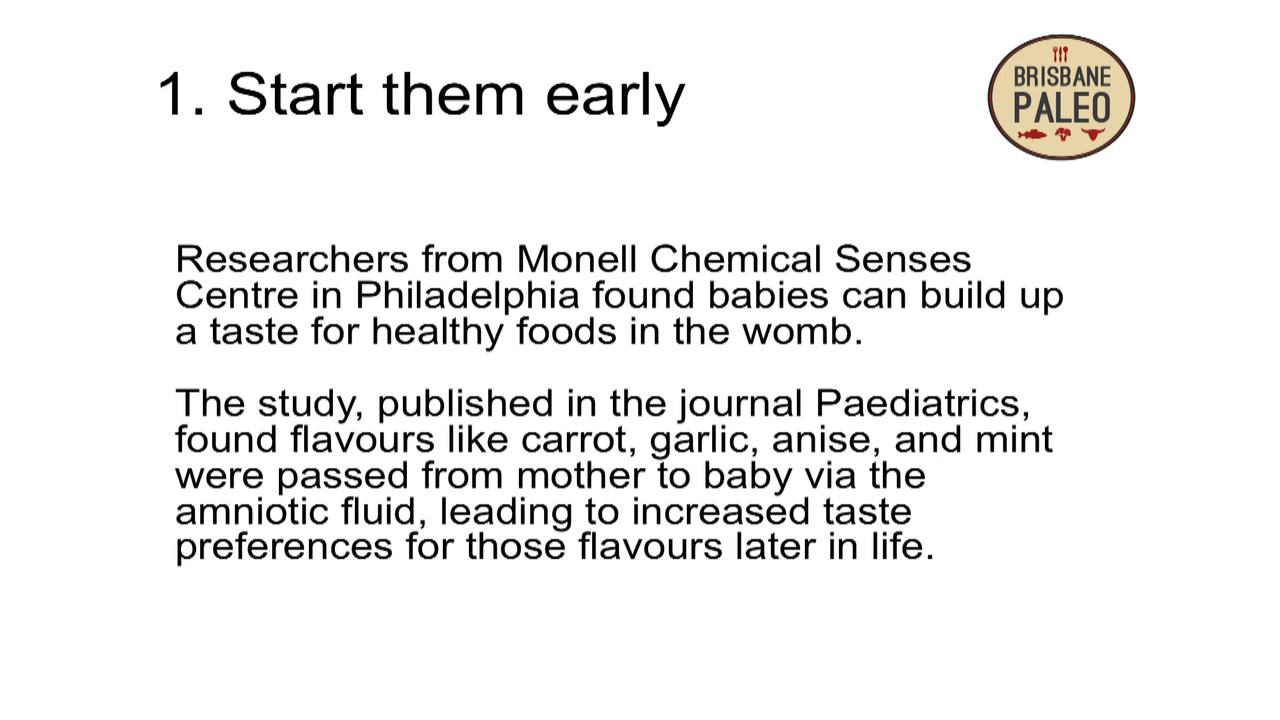 1. Start them early
BRISBANE
PALEO
Researchers from Monell Chemical Senses
Centre in Philadelphia found babies can build up
a taste for healthy foods in the womb.
The study, published in the journal Paediatrics,
found flavours like carrot, garlic, anise, and mint
were passed from mother to baby via the
amniotic fluid, leading to increased taste
preferences for those flavours later in life.